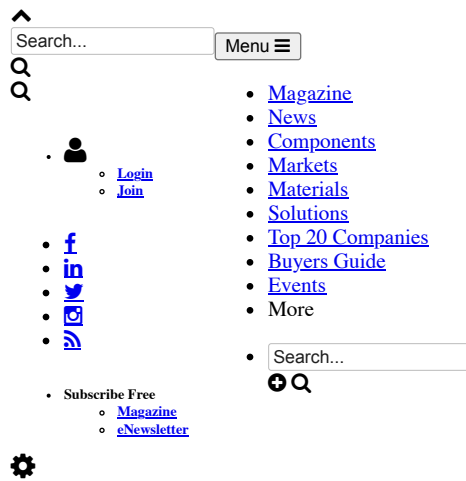 Search...
Menu
Login
Join
Subscribe Free
Magazine
eNewsletter
Magazine
News
Components
Markets
Materials
Solutions
Top 20 Companies
Buyers Guide
Events
More
Search...